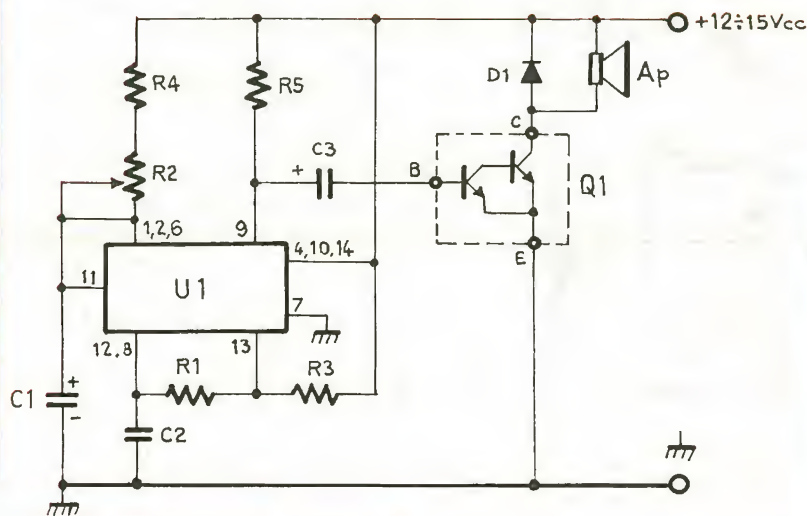 +12÷15Vcc
R4
R5
D1
Ap
C
C3
+
R2
B
Q1
1,2,6
9
4,10,14
E
11
U1
7
12,8
13
R1
R3
C1
+
-
C2